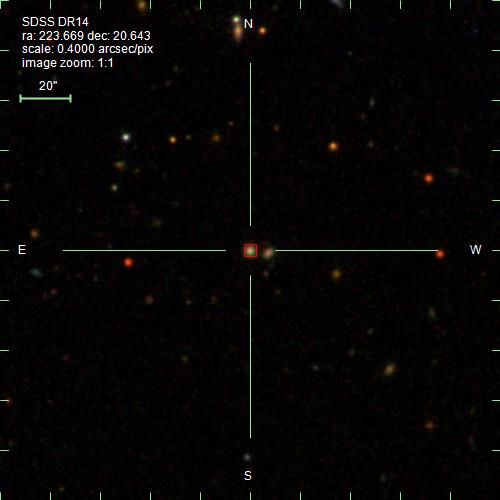 SDSS DR14
ra: 223.669 dec: 20.643
scale: 0.4000 arcsec/pix
image zoom: 1:1
20"
N
E
W
S